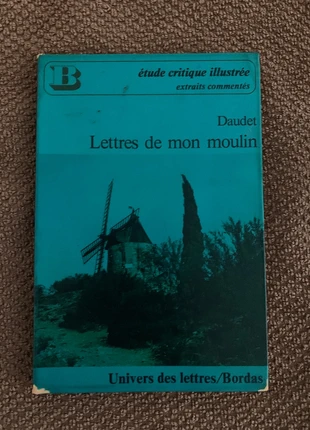 B
étude critique illustrée
extraits commentés
Daudet
Lettres de mon moulin
Univers des lettres/Bordas